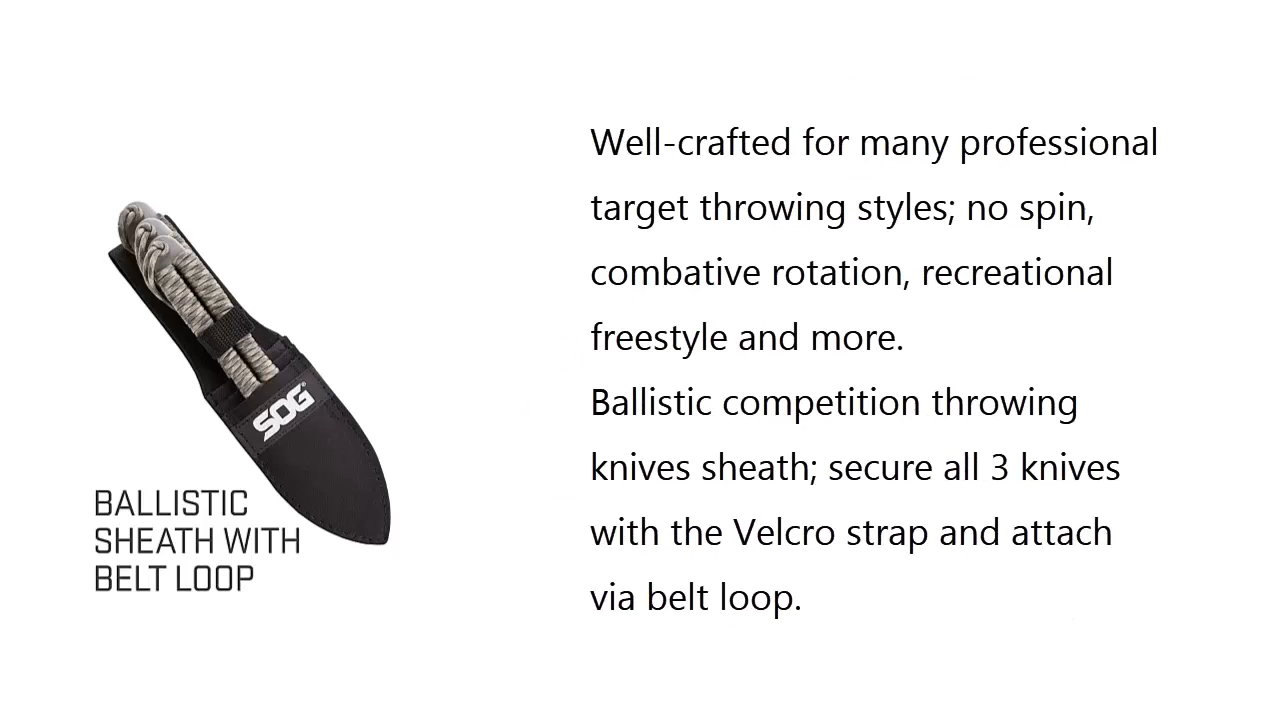 SOG
BALLISTIC
SHEATH WITH
BELT LOOP
Well-crafted for many professional
target throwing styles; no spin,
combative rotation, recreational
freestyle and more.
Ballistic competition throwing
knives sheath; secure all 3 knives
with the Velcro strap and attach
via belt loop.